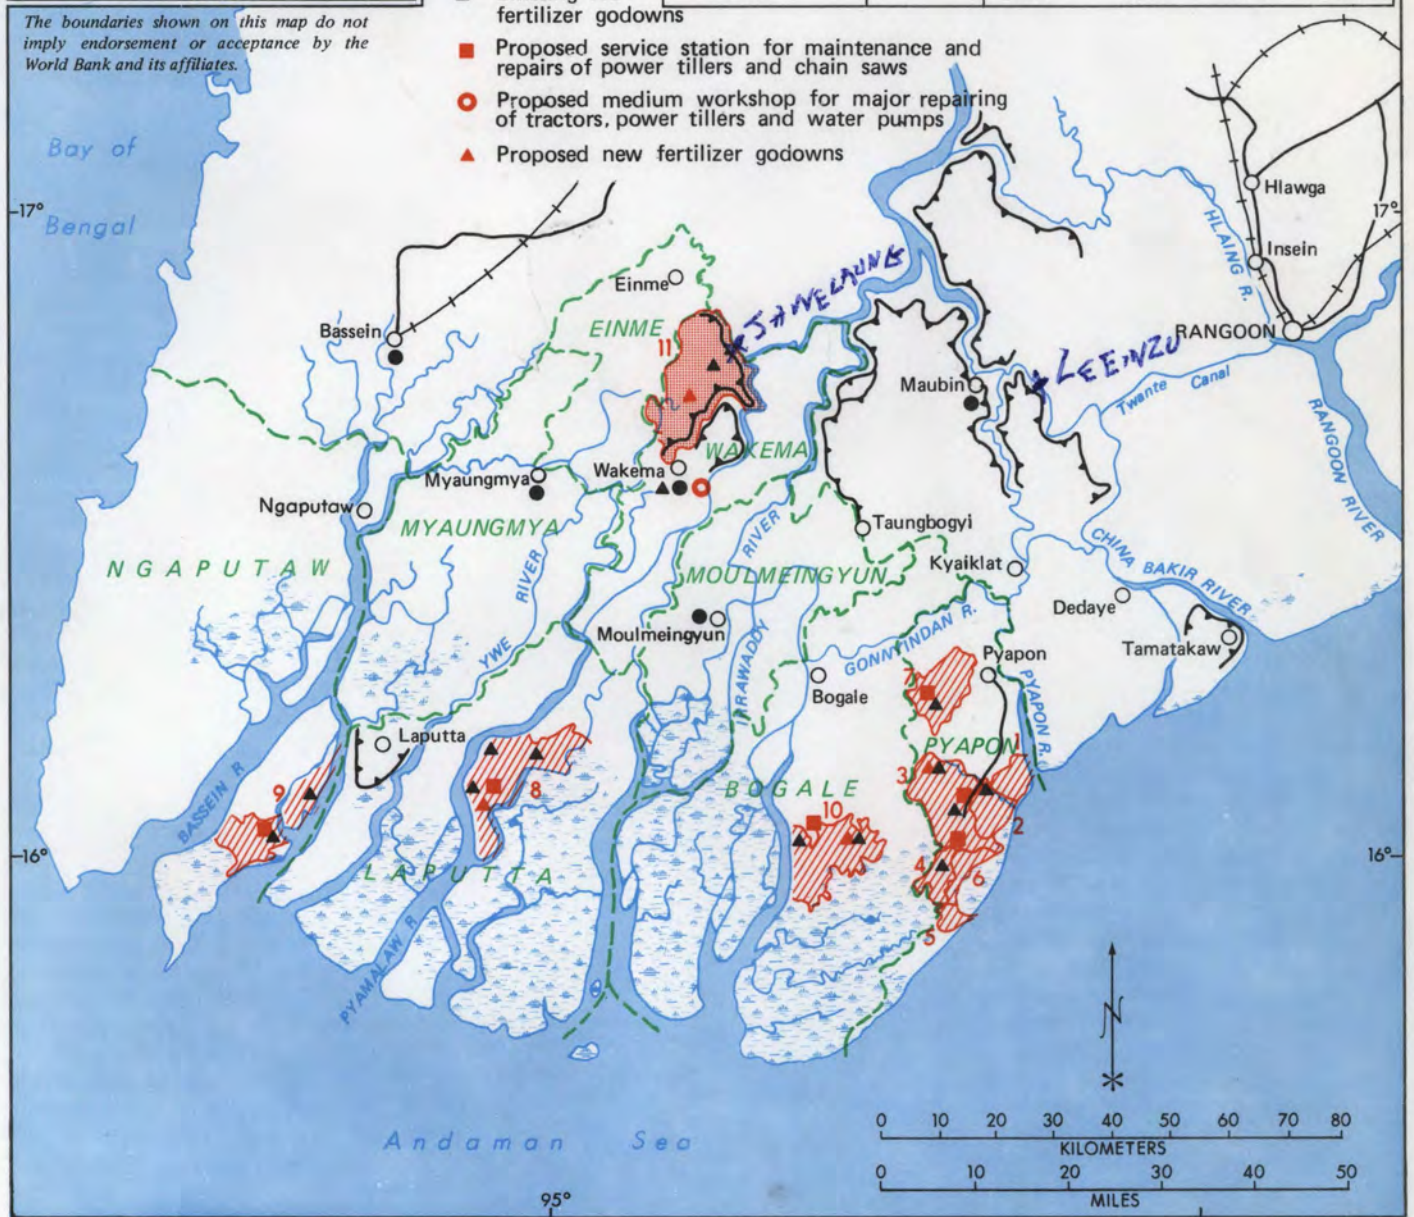 The boundaries shown on this map do not
imply endorsement or acceptance by the
World Bank and its affiliates.
fertilizer godowns
Proposed service station for maintenance and
repairs of power tillers and chain saws
Proposed medium workshop for major repairing
of tractors, power tillers and water pumps
Proposed new fertilizer godowns
Bay of
Bengal
17°
17°
Hlawga
HLAING R.
Insein
Einme
EINME
11
Bassein
RANGOON
LEEINZU
Maubin
Twante Canal
RANGOON RIVER
WAKEMA
Wakema
Myaungmya
Ngaputaw
MYAUNGMYA
Taungbogyi
NGAPUTAW
RIVER
RIVER
MOULMEINGYUN
Kyaiklat
CHINA BAKIR RIVER
Dedaye
Moulmeingyun
YWE
IRRAWADDY
GONNYINDAN R.
Tamatakaw
Pyapon
PYAPON R.
Bogale
7
Laputta
PYAPON
1
BASSEIN R
9
8
BOGALE
3
10
2
16°
16°
LAPUTTA
4
6
5
PYAMALAW R
N
Andaman Sea
0 10 20 30 40 50 60 70 80
KILOMETERS
0 10 20 30 40 50
MILES
95°